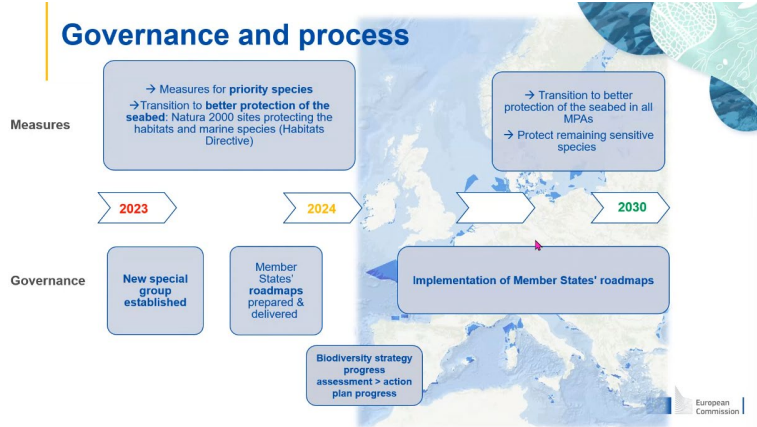 Governance and process
Measures
→ Measures for priority species
→Transition to better protection of the
seabed: Natura 2000 sites protecting the
habitats and marine species (Habitats
Directive)
→ Transition to better
protection of the seabed in all
MPAs
→ Protect remaining sensitive
species
2023
2024
2030
Governance
New special
group
established
Member
States'
roadmaps
prepared &
delivered
Implementation of Member States' roadmaps
Biodiversity strategy
progress
assessment > action
plan progress
European
Commission